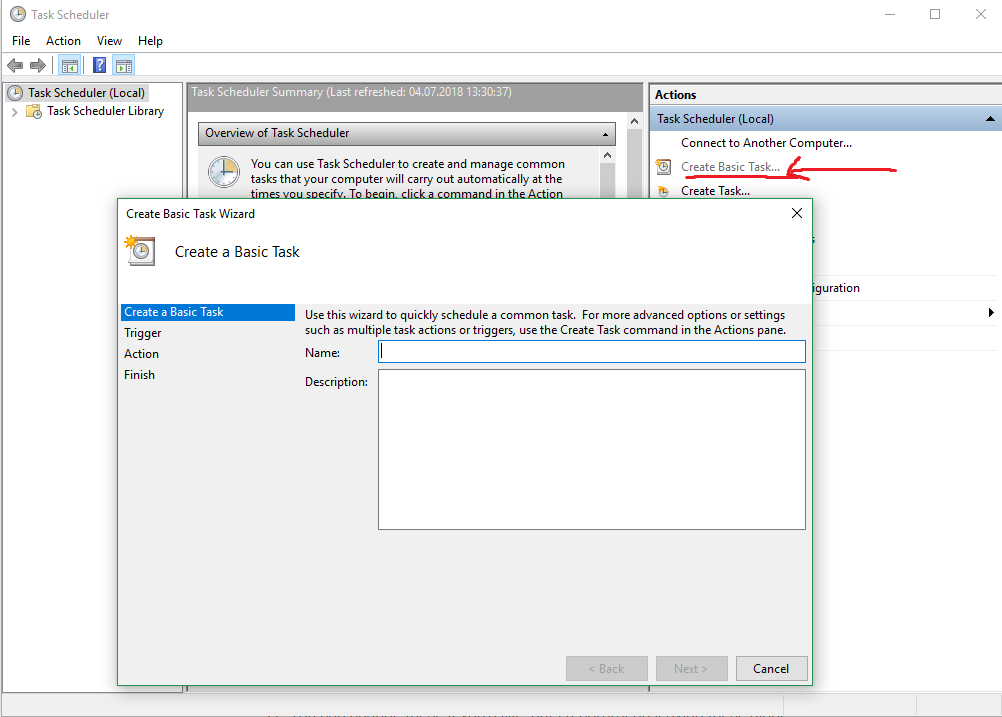 Task Scheduler
File Action View Help
Task Scheduler (Local)
Task Scheduler Library
Task Scheduler Summary (Last refreshed: 04.07.2018 13:30:37)
Overview of Task Scheduler
You can use Task Scheduler to create and manage common
tasks that your computer will carry out automatically at the
times you specify. To begin, click a command in the Action
Actions
Task Scheduler (Local)
Connect to Another Computer...
Create Basic Task...
Create Task...
iguration
Create Basic Task Wizard
Create a Basic Task
Create a Basic Task
Trigger
Action
Finish
Use this wizard to quickly schedule a common task. For more advanced options or settings
such as multiple task actions or triggers, use the Create Task command in the Actions pane.
Name:
Description:
< Back
Next >
Cancel